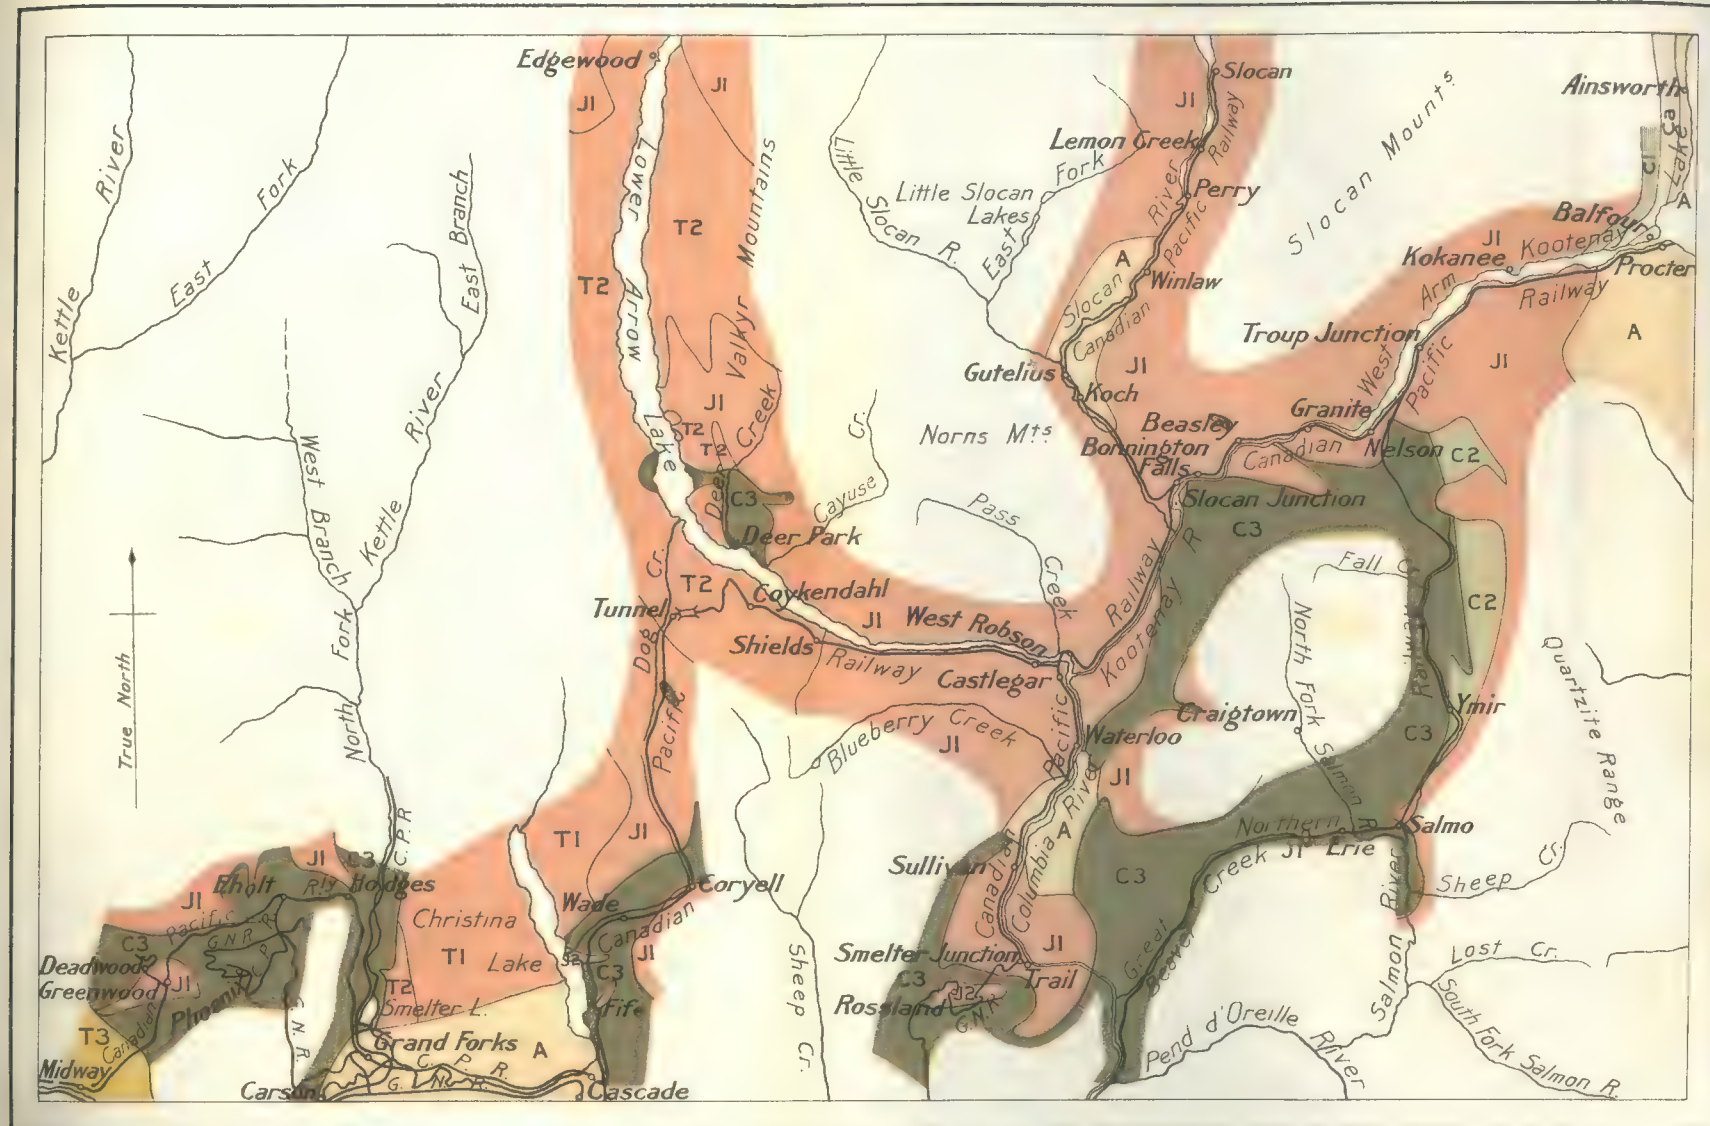 Edgewood
Slocan
Ainsworth
Slocan Mount.s
J1
J1
J1
Ca
Lake
C1
A
Kettle River
East Fork
East Branch
Lower Arrow Lake
T2
T2
Valkyr Mountains
Little Slocan R.
Little Slocan Lakes
East Fork
Lemon Creek
Perry
Slocan River
Canadian Pacific Railway
A
Winlaw
Balfour
J1
Kokanee
Kootenay
Procter
West Arm
Railway
A
Troup Junction
J1
Pacific
Gutelius
Koch
J1
Granite
Beasley
Bonnington Falls
Canadian
Nelson
C2
Norns Mts
J1
T2
T2
Deer Creek
C3
Deer Park
Cayuse Cr.
Kettle River
West Branch
Pass Creek
Slocan Junction
C3
Fall Cr.
C2
True North
North Fork
Tunnel
Dog Cr.
T2
Coykendahl
J1
West Robson
Shields
Railway
Castlegar
Railway
Kootenay R
North Fork Salmon R
Craigtown
Ymir
C3
Quartzite Range
Blueberry Creek
J1
Pacific
Waterloo
J1
Pacific
T1
J1
Columbia River
A
Canadian
Northern
Salmo
J1
Erie
Sullivan
C3
Creek
C.P.R
J1
C3
Eholt
Rly
Hodges
J1
Pacific
G.N.R.
C3
Christina Lake
T1
Wade
Coryell
Canadian
J1
C3
Fife
Deadwood
Greenwood
J1
Phoenix
C.P.
Canadian
T3
Midway
G.N.R.
T2
Smelter L.
Grand Forks
A
C. P. R.
G. N. R.
Carson
Cascade
Sheep Cr.
Smelter Junction
J1
C3
Trail
Rossland
J2
G.N.R.
Great
Beaver
Sheep Cr.
Salmon River
Lost Cr.
South Fork Salmon R.
Pend d'Oreille River